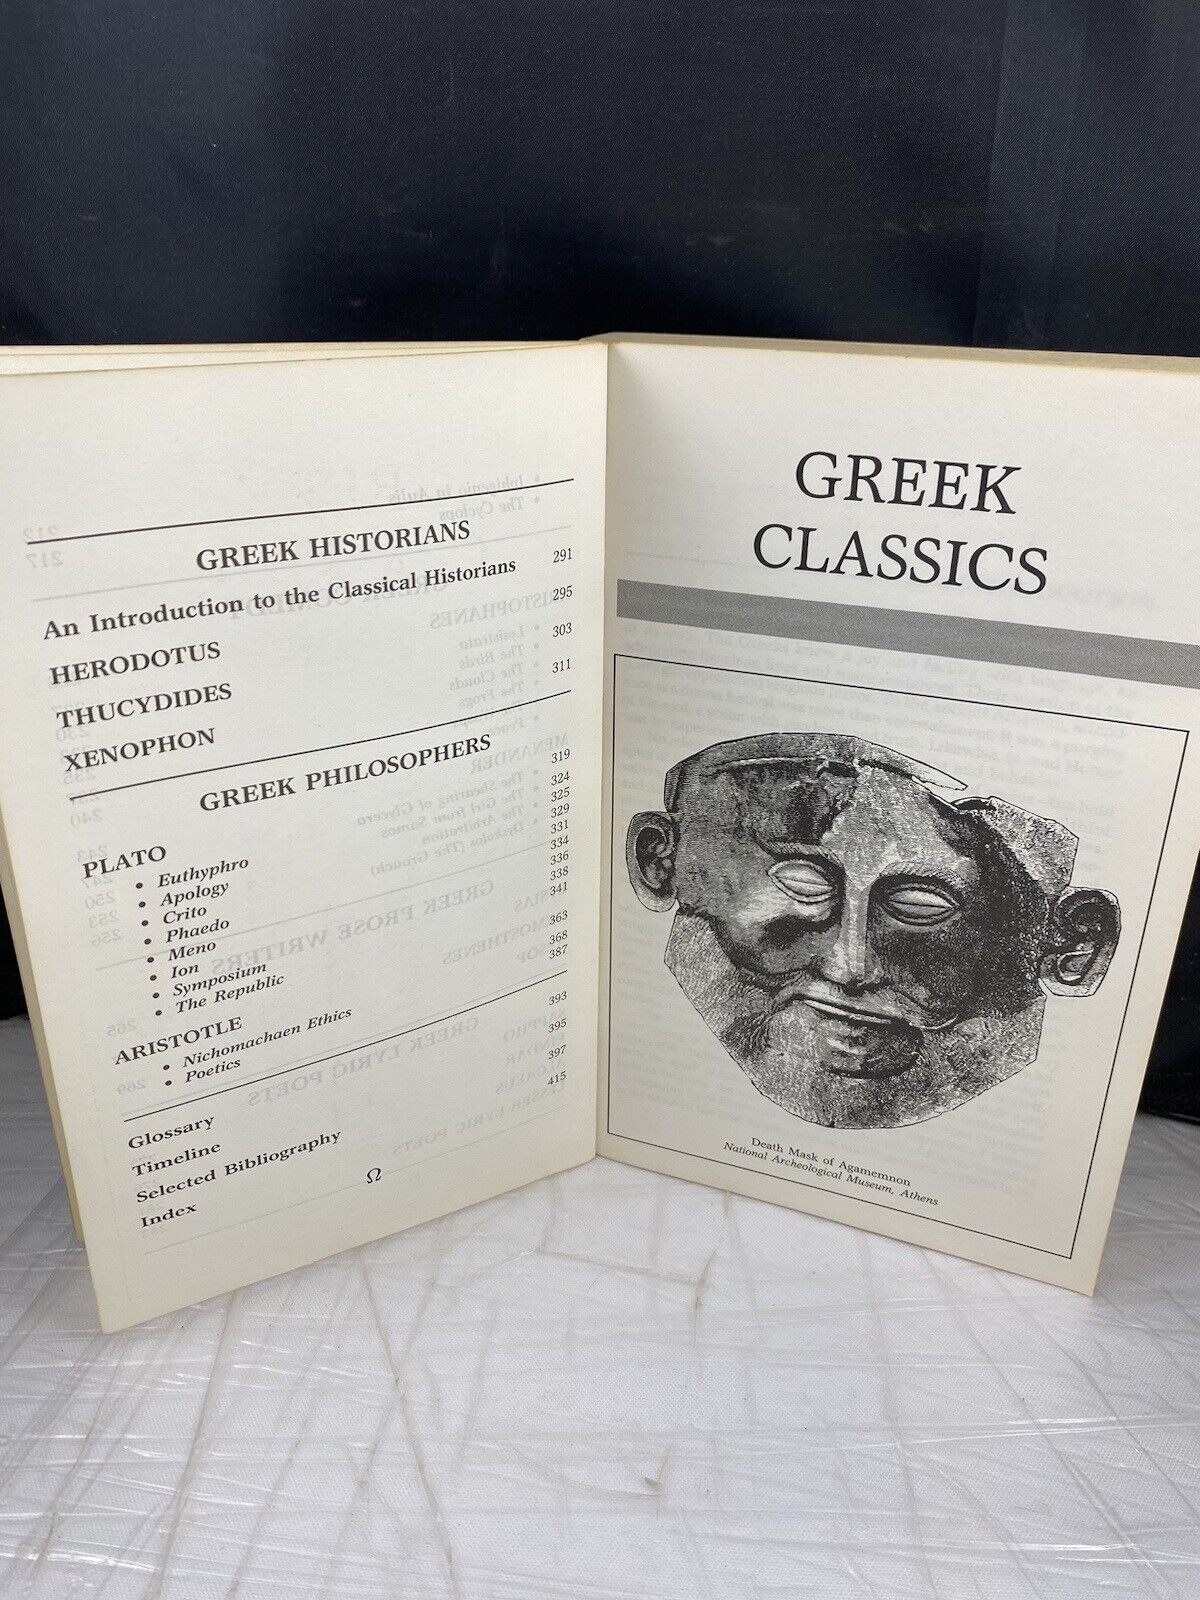 GREEK HISTORIANS
An Introduction to the Classical Historians 291
HERODOTUS 295
THUCYDIDES 303
XENOPHON 311
GREEK PHILOSOPHERS
PLATO 319
• Euthyphro 324
• Apology 325
• Crito 329
• Phaedo 331
• Meno 334
• Ion 336
• Symposium 338
• The Republic 341
ARISTOTLE 363
• Nichomachaen Ethics 368
• Poetics 387
Glossary 393
Timeline 395
Selected Bibliography 397
Index 415
Ω
GREEK
CLASSICS
Death Mask of Agamemnon
National Archeological Museum, Athens